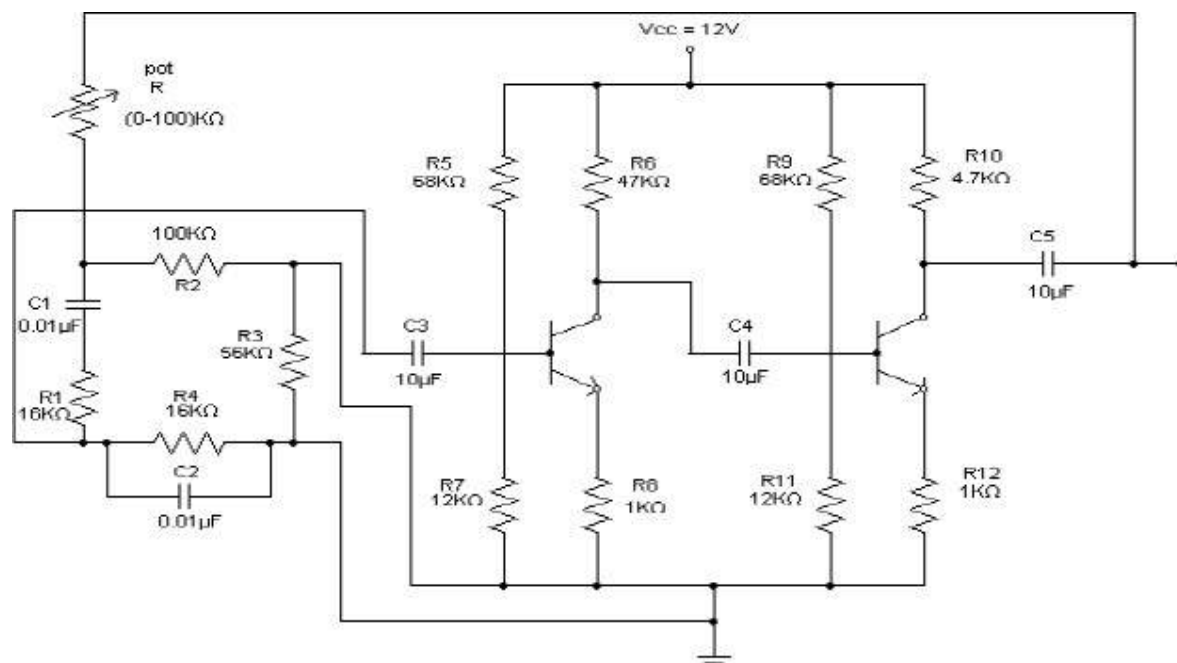 Vcc = 12V
pot
R
(0-100)KΩ
R5
68KΩ
R6
47KΩ
R9
68KΩ
R10
4.7KΩ
100KΩ
R2
C1
0.01µF
R3
56KΩ
C3
10µF
C4
10µF
C5
10µF
R1
16KΩ
R4
16KΩ
C2
0.01µF
R7
12KΩ
R8
1KΩ
R11
12KΩ
R12
1KΩ